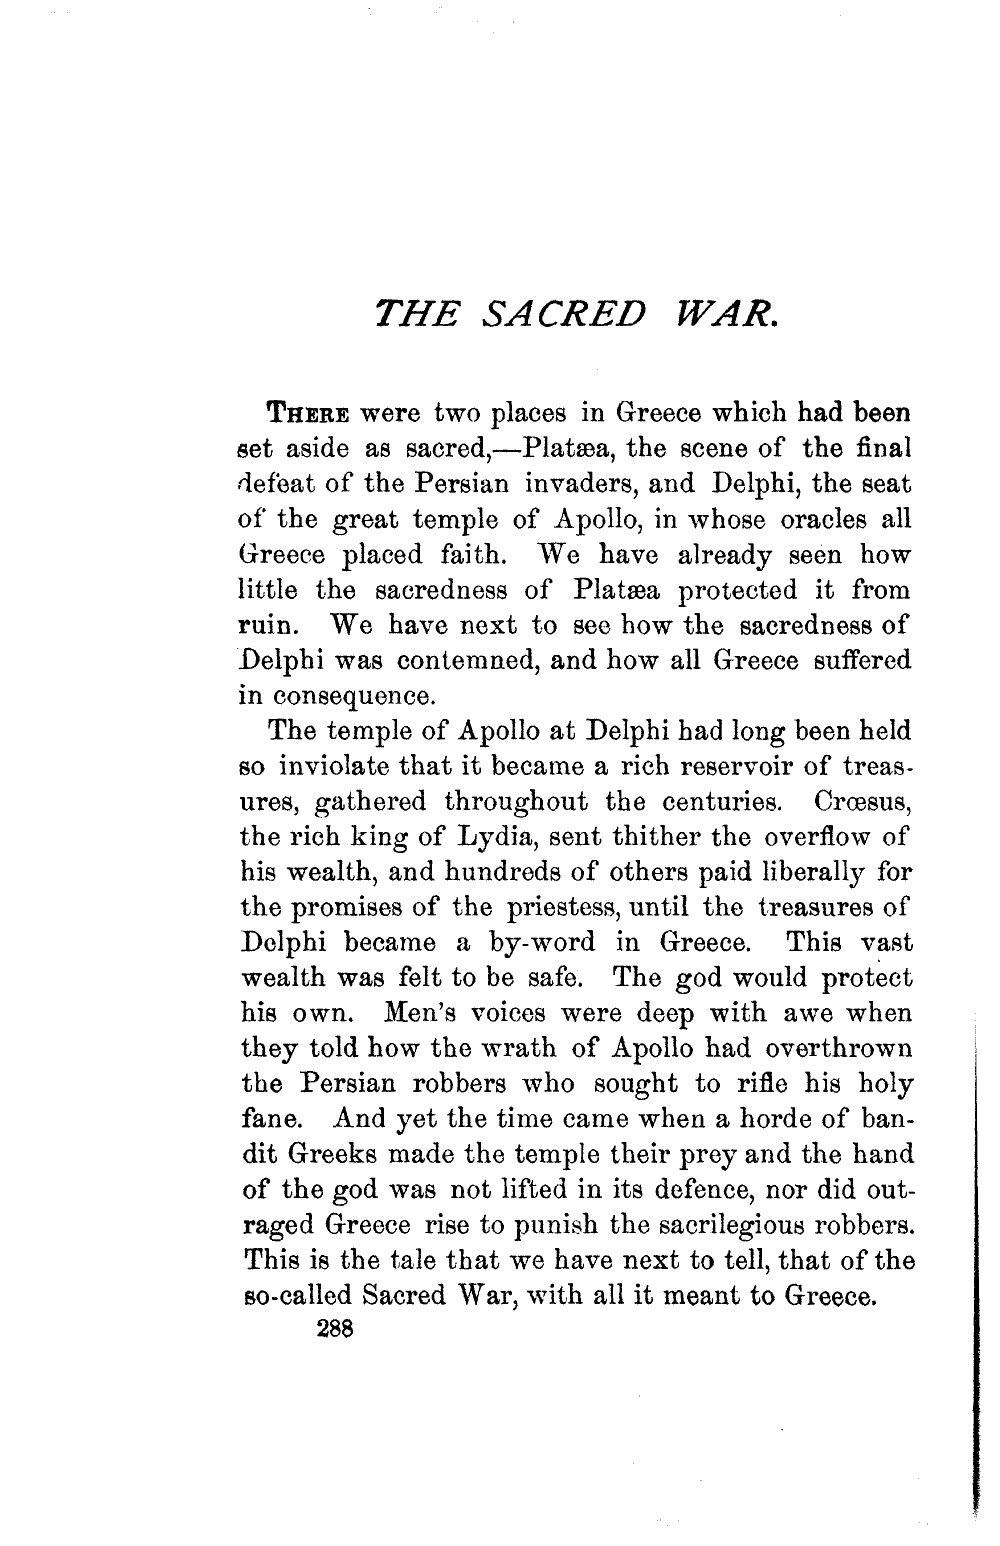 THE SACRED WAR.
THERE were two places in Greece which had been
set aside as sacred,—Platæa, the scene of the final
defeat of the Persian invaders, and Delphi, the seat
of the great temple of Apollo, in whose oracles all
Greece placed faith. We have already seen how
little the sacredness of Platæa protected it from
ruin. We have next to see how the sacredness of
Delphi was contemned, and how all Greece suffered
in consequence.
The temple of Apollo at Delphi had long been held
so inviolate that it became a rich reservoir of treas-
ures, gathered throughout the centuries. Crœsus,
the rich king of Lydia, sent thither the overflow of
his wealth, and hundreds of others paid liberally for
the promises of the priestess, until the treasures of
Delphi became a by-word in Greece. This vast
wealth was felt to be safe. The god would protect
his own. Men's voices were deep with awe when
they told how the wrath of Apollo had overthrown
the Persian robbers who sought to rifle his holy
fane. And yet the time came when a horde of ban-
dit Greeks made the temple their prey and the hand
of the god was not lifted in its defence, nor did out-
raged Greece rise to punish the sacrilegious robbers.
This is the tale that we have next to tell, that of the
so-called Sacred War, with all it meant to Greece.
288